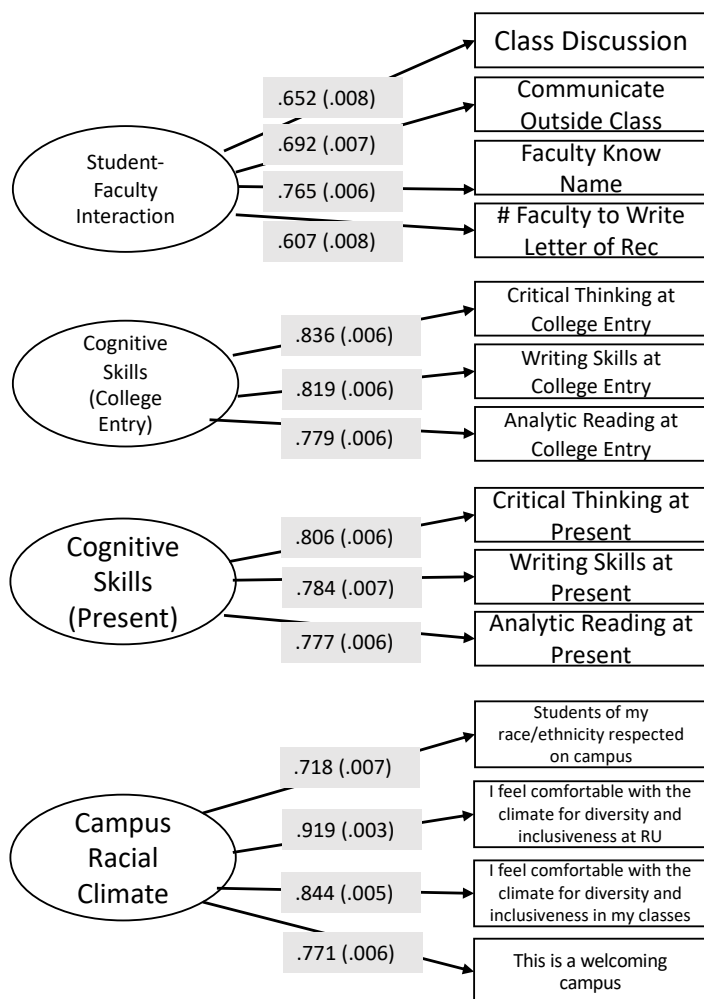 Class Discussion
.652 (.008)
Communicate
Outside Class
.692 (.007)
Student-
Faculty
Interaction
Faculty Know
Name
.765 (.006)
# Faculty to Write
Letter of Rec
.607 (.008)
Critical Thinking at
College Entry
.836 (.006)
Cognitive
Skills
(College
Entry)
Writing Skills at
College Entry
.819 (.006)
Analytic Reading at
College Entry
.779 (.006)
Critical Thinking at
Present
.806 (.006)
Cognitive
Skills
(Present)
Writing Skills at
Present
.784 (.007)
Analytic Reading at
Present
.777 (.006)
Students of my
race/ethnicity respected
on campus
.718 (.007)
I feel comfortable with the
climate for diversity and
inclusiveness at RU
.919 (.003)
Campus
Racial
Climate
I feel comfortable with the
climate for diversity and
inclusiveness in my classes
.844 (.005)
This is a welcoming
campus
.771 (.006)